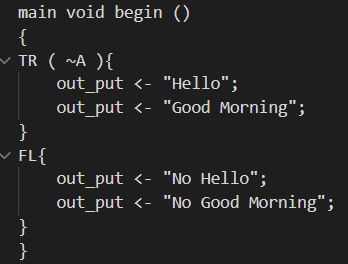 main void begin ()
{
TR ( ~A ){
    out_put <- "Hello";
    out_put <- "Good Morning";
}
FL{
    out_put <- "No Hello";
    out_put <- "No Good Morning";
}
}